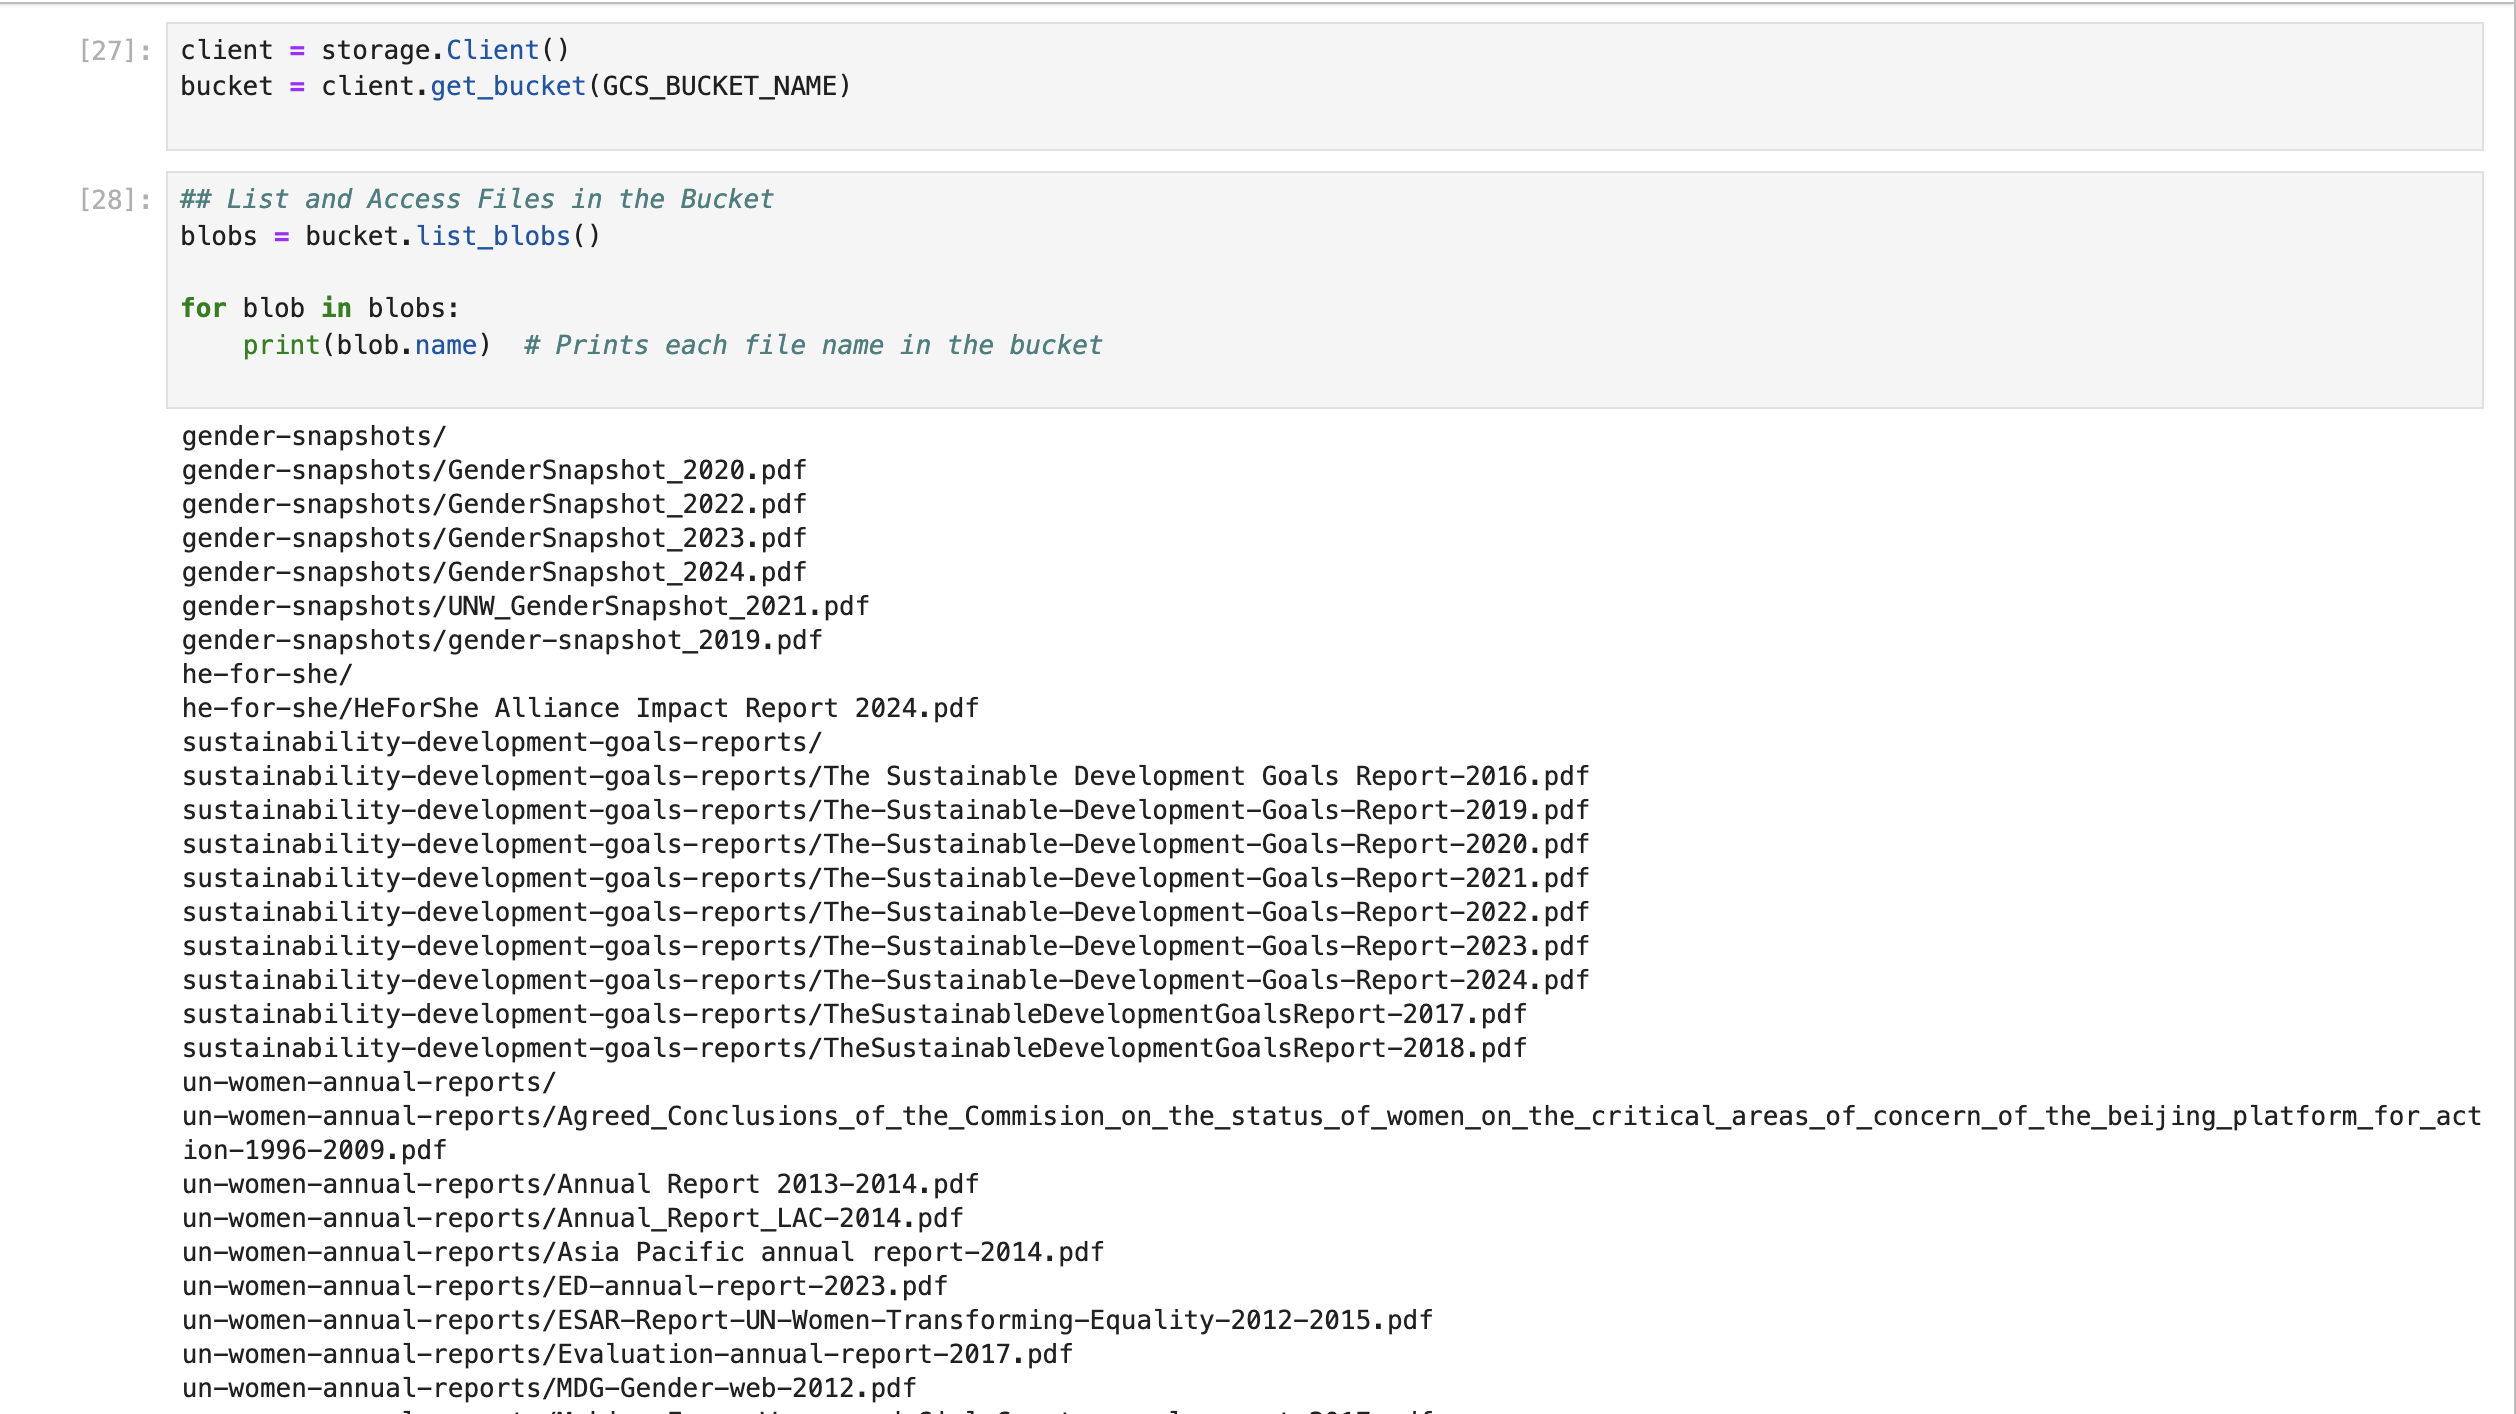 [27]: client = storage.Client()
bucket = client.get_bucket(GCS_BUCKET_NAME)
[28]: ## List and Access Files in the Bucket
blobs = bucket.list_blobs()
for blob in blobs:
    print(blob.name)  # Prints each file name in the bucket
gender-snapshots/
gender-snapshots/GenderSnapshot_2020.pdf
gender-snapshots/GenderSnapshot_2022.pdf
gender-snapshots/GenderSnapshot_2023.pdf
gender-snapshots/GenderSnapshot_2024.pdf
gender-snapshots/UNW_GenderSnapshot_2021.pdf
gender-snapshots/gender-snapshot_2019.pdf
he-for-she/
he-for-she/HeForShe Alliance Impact Report 2024.pdf
sustainability-development-goals-reports/
sustainability-development-goals-reports/The Sustainable Development Goals Report-2016.pdf
sustainability-development-goals-reports/The-Sustainable-Development-Goals-Report-2019.pdf
sustainability-development-goals-reports/The-Sustainable-Development-Goals-Report-2020.pdf
sustainability-development-goals-reports/The-Sustainable-Development-Goals-Report-2021.pdf
sustainability-development-goals-reports/The-Sustainable-Development-Goals-Report-2022.pdf
sustainability-development-goals-reports/The-Sustainable-Development-Goals-Report-2023.pdf
sustainability-development-goals-reports/The-Sustainable-Development-Goals-Report-2024.pdf
sustainability-development-goals-reports/TheSustainableDevelopmentGoalsReport-2017.pdf
sustainability-development-goals-reports/TheSustainableDevelopmentGoalsReport-2018.pdf
un-women-annual-reports/
un-women-annual-reports/Agreed_Conclusions_of_the_Commision_on_the_status_of_women_on_the_critical_areas_of_concern_of_the_beijing_platform_for_act
ion-1996-2009.pdf
un-women-annual-reports/Annual Report 2013-2014.pdf
un-women-annual-reports/Annual_Report_LAC-2014.pdf
un-women-annual-reports/Asia Pacific annual report-2014.pdf
un-women-annual-reports/ED-annual-report-2023.pdf
un-women-annual-reports/ESAR-Report-UN-Women-Transforming-Equality-2012-2015.pdf
un-women-annual-reports/Evaluation-annual-report-2017.pdf
un-women-annual-reports/MDG-Gender-web-2012.pdf